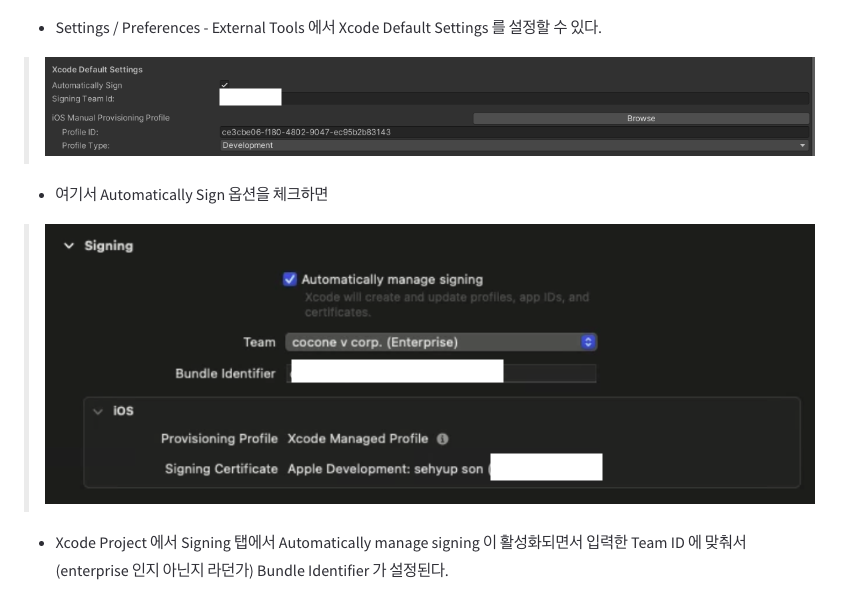 Settings / Preferences - External Tools 에서 Xcode Default Settings 를 설정할 수 있다.
Xcode Default Settings
Automatically Sign
Signing Team Id:
iOS Manual Provisioning Profile
Browse
Profile ID:
ce3cbe06-f180-4802-9047-ec95b2b83143
Profile Type:
Development
여기서 Automatically Sign 옵션을 체크하면
Signing
Automatically manage signing
Xcode will create and update profiles, app IDs, and
certificates.
Team
cocone v corp. (Enterprise)
Bundle Identifier
iOS
Provisioning Profile
Xcode Managed Profile
Signing Certificate
Apple Development: sehyup son (
Xcode Project 에서 Signing 탭에서 Automatically manage signing 이 활성화되면서 입력한 Team ID 에 맞춰서
(enterprise 인지 아닌지 라던가) Bundle Identifier 가 설정된다.